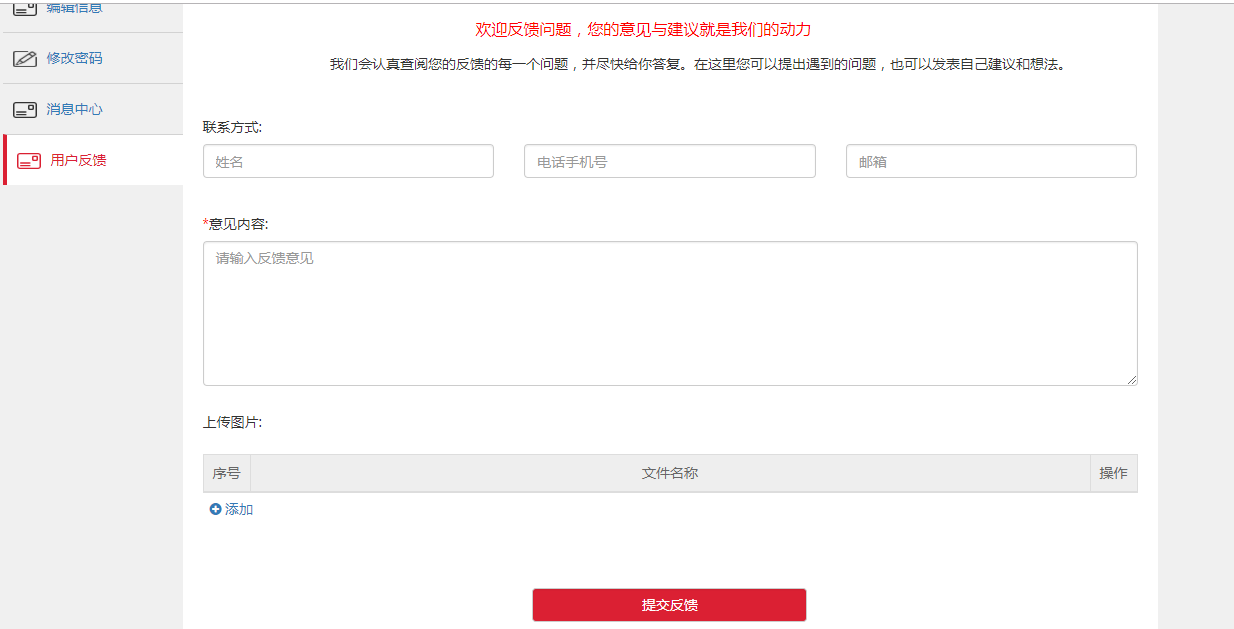 编辑信息
修改密码
消息中心
用户反馈
欢迎反馈问题，您的意见与建议就是我们的动力
我们会认真查阅您的反馈的每一个问题，并尽快给你答复。在这里您可以提出遇到的问题，也可以发表自己建议和想法。
联系方式:
姓名 电话手机号 邮箱
*意见内容:
请输入反馈意见
上传图片:
序号 文件名称 操作
添加
提交反馈